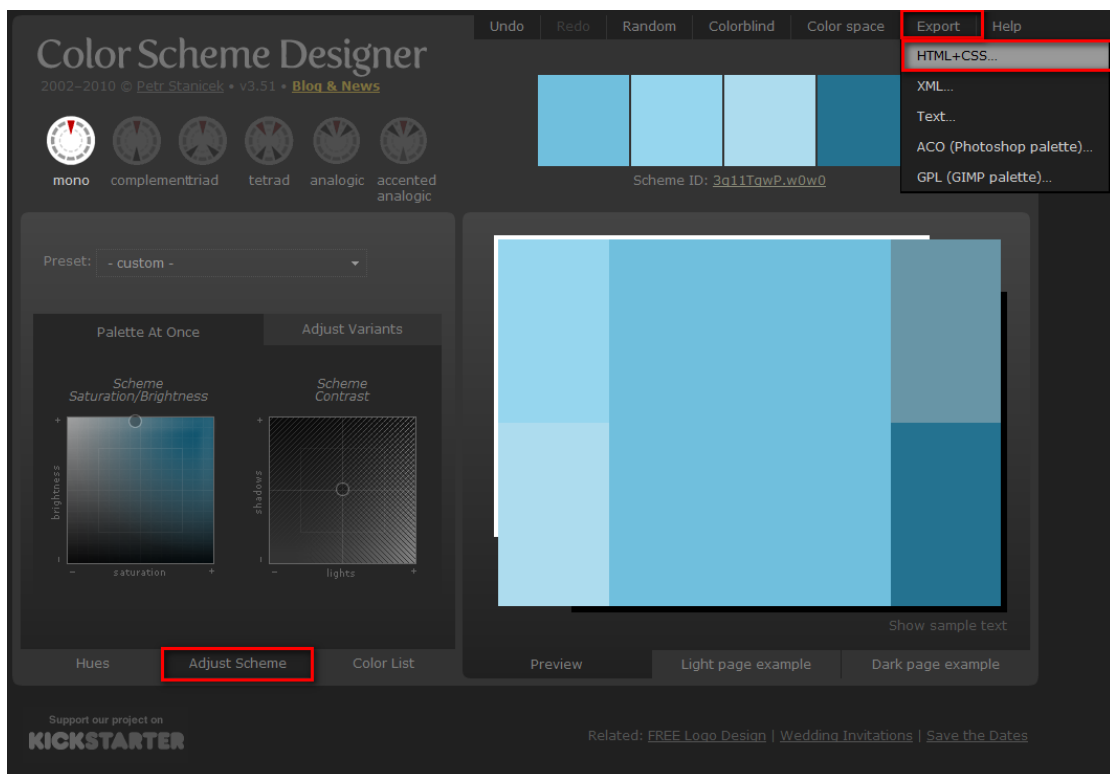 Undo Redo Random Colorblind Color space Export Help
Color Scheme Designer
2002–2010 © Petr Stanicek • v3.51 • Blog & News
HTML+CSS...
XML...
Text...
ACO (Photoshop palette)...
GPL (GIMP palette)...
mono complement triad tetrad analogic accented
analogic
Scheme ID: 3q11TqwP.w0w0
Preset: - custom -
Palette At Once Adjust Variants
Scheme
Saturation/Brightness
Scheme
Contrast
+ brightness -
- saturation +
+ shadows -
- lights +
Show sample text
Hues Adjust Scheme Color List
Preview Light page example Dark page example
Support our project on
KICKSTARTER
Related: FREE Logo Design | Wedding Invitations | Save the Dates